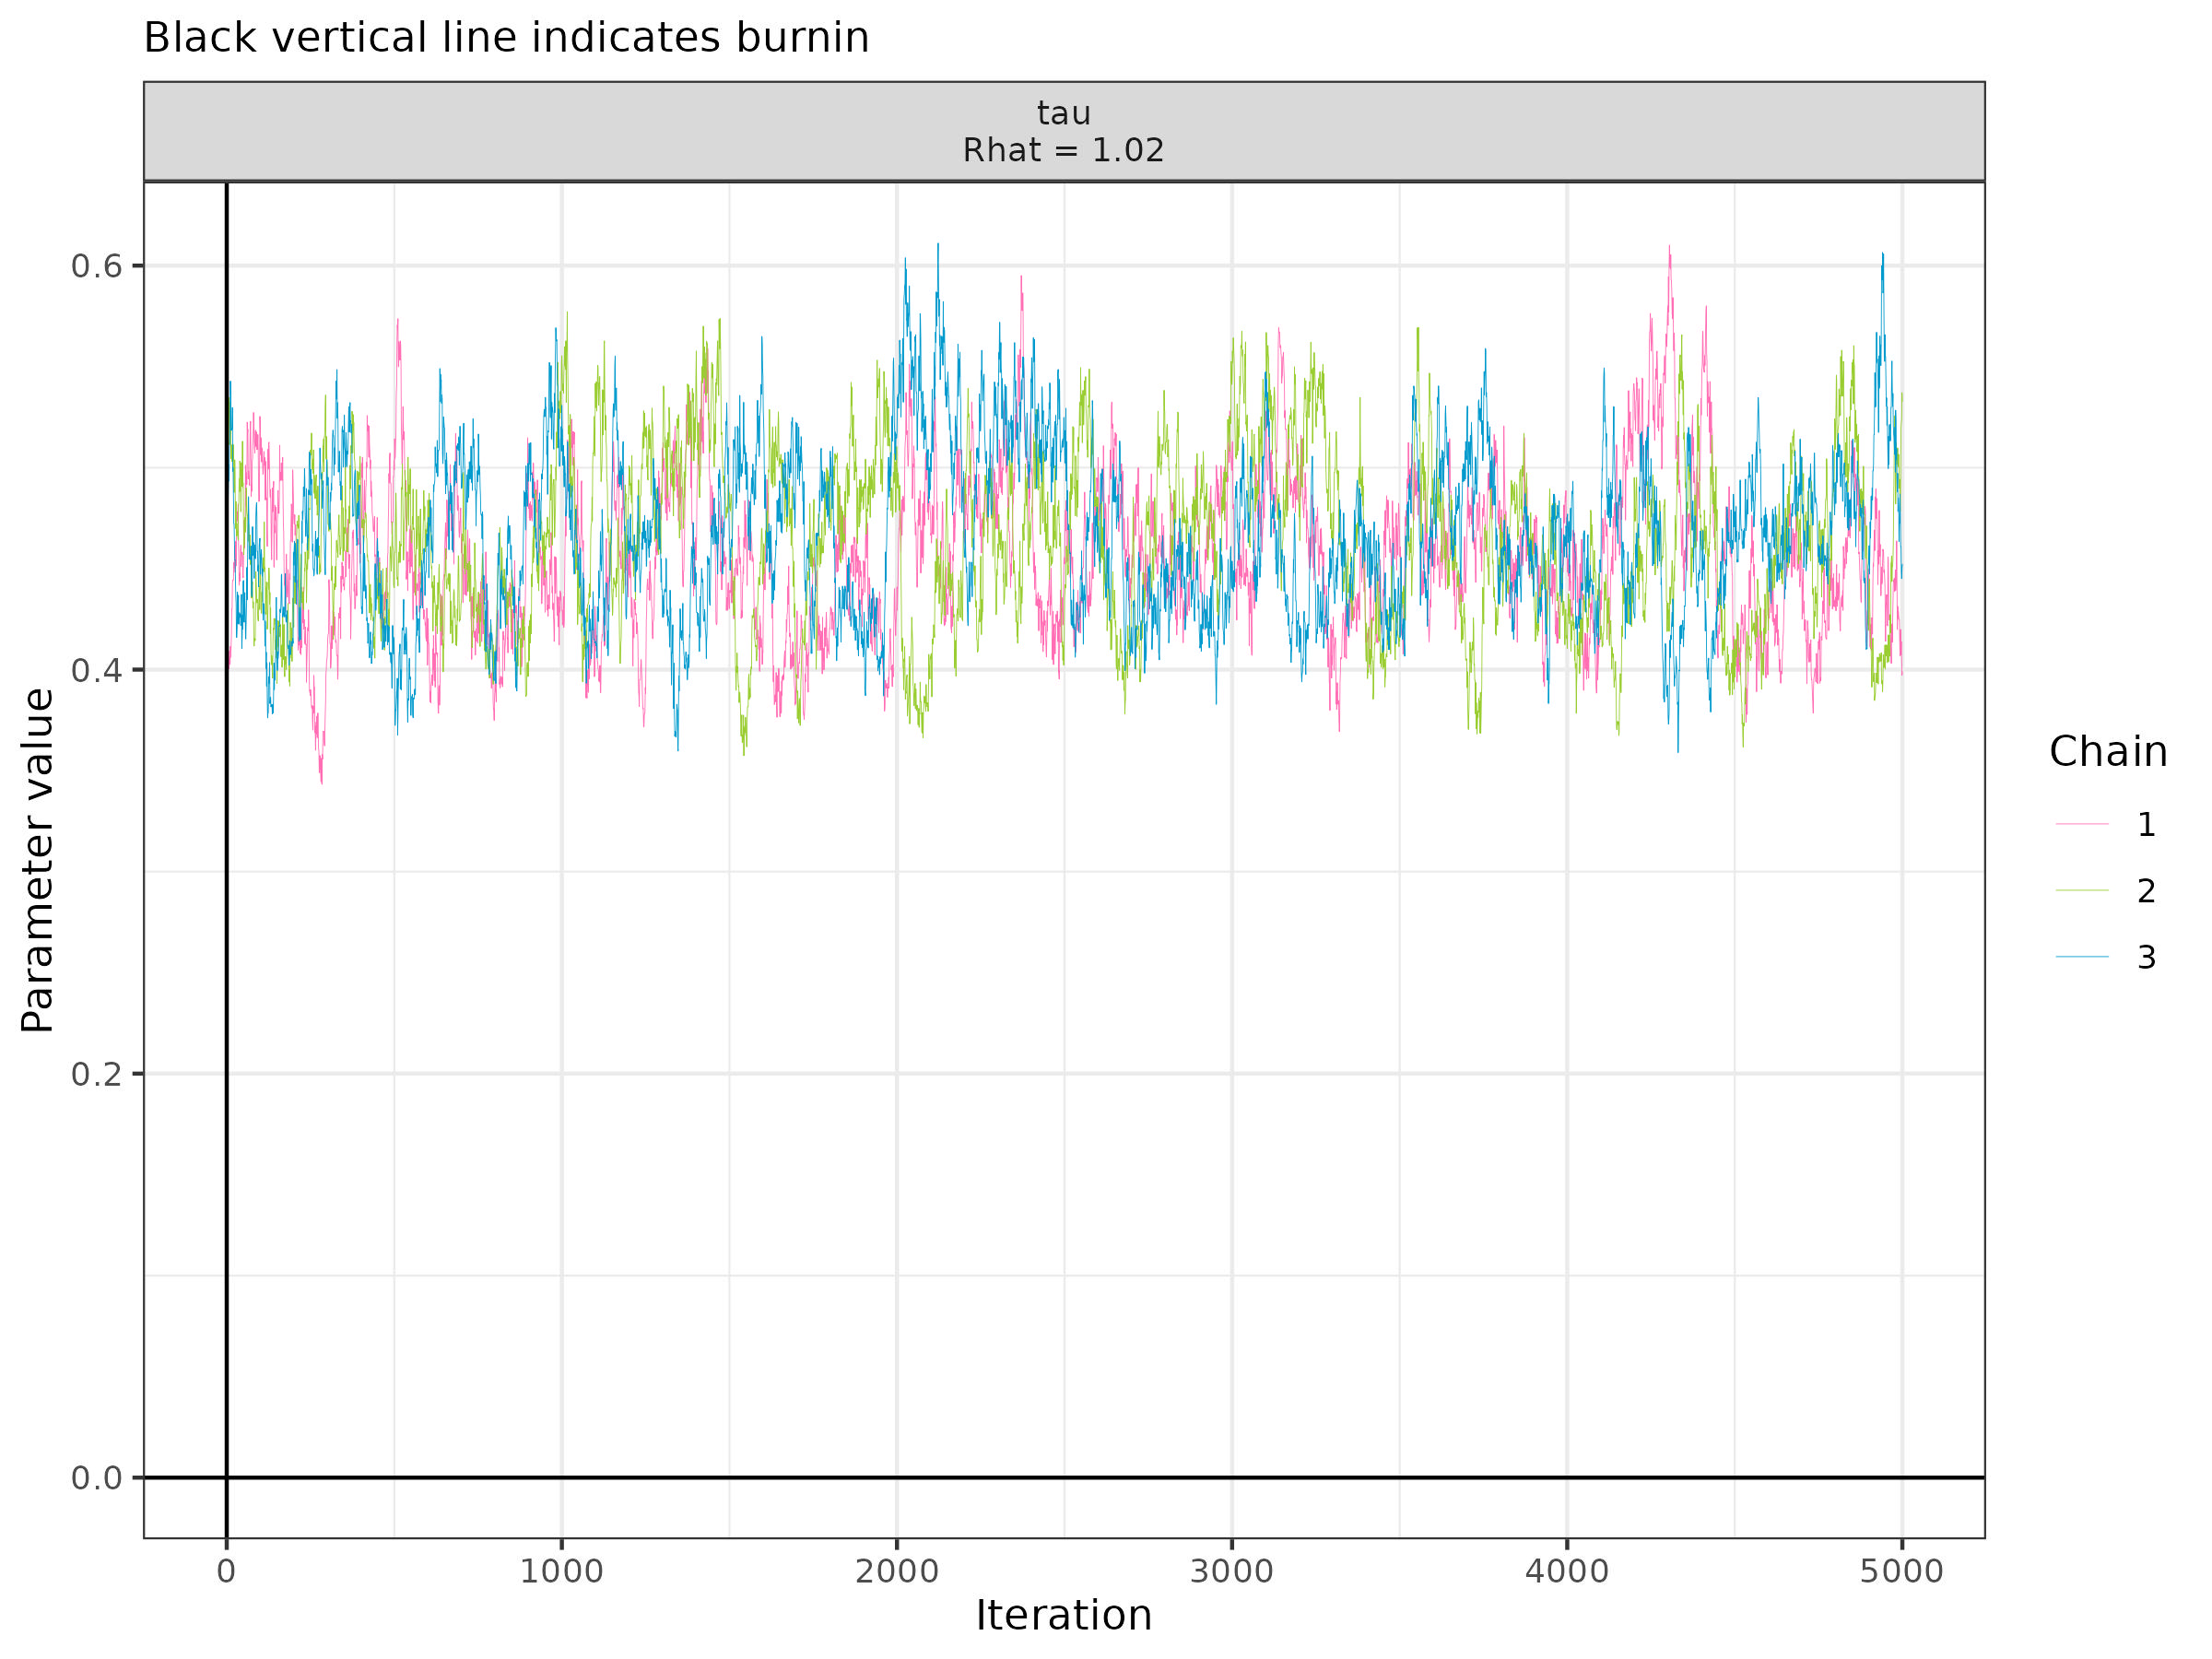 Black vertical line indicates burnin
tau
Rhat = 1.02
Parameter value
0.6
0.4
0.2
0.0
0
1000
2000
3000
4000
5000
Iteration
Chain
1
2
3